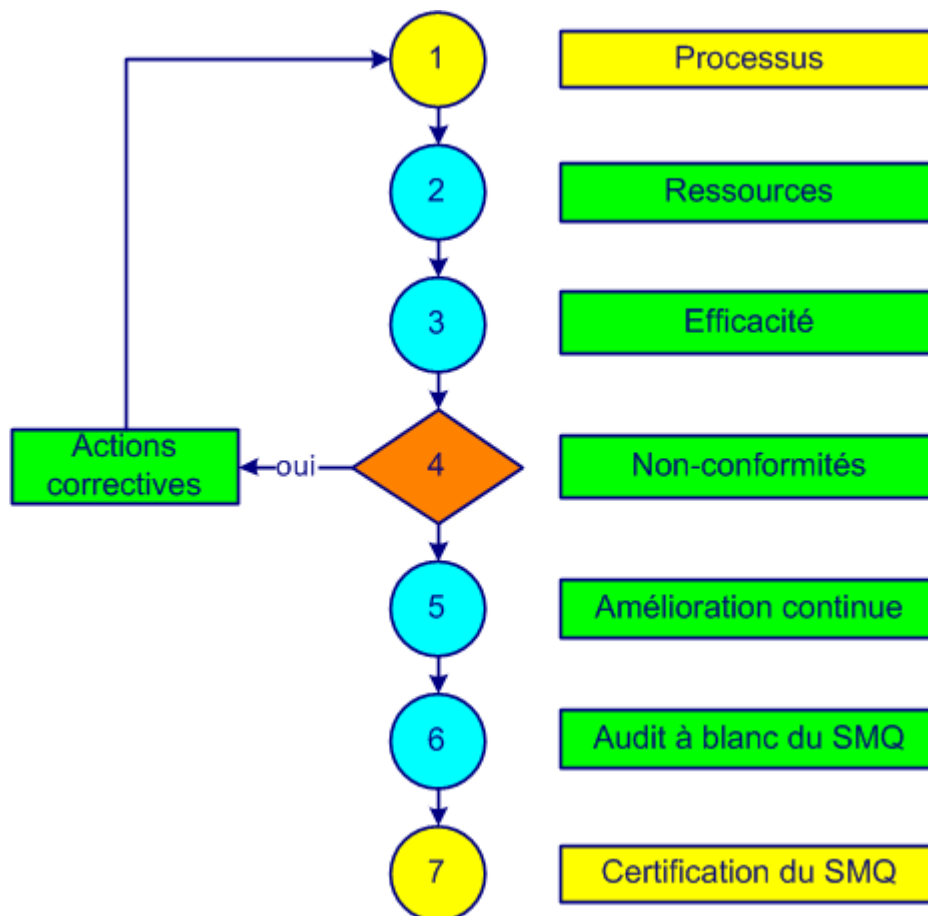 1
Processus
2
Ressources
3
Efficacité
Actions
correctives
oui
4
Non-conformités
5
Amélioration continue
6
Audit à blanc du SMQ
7
Certification du SMQ